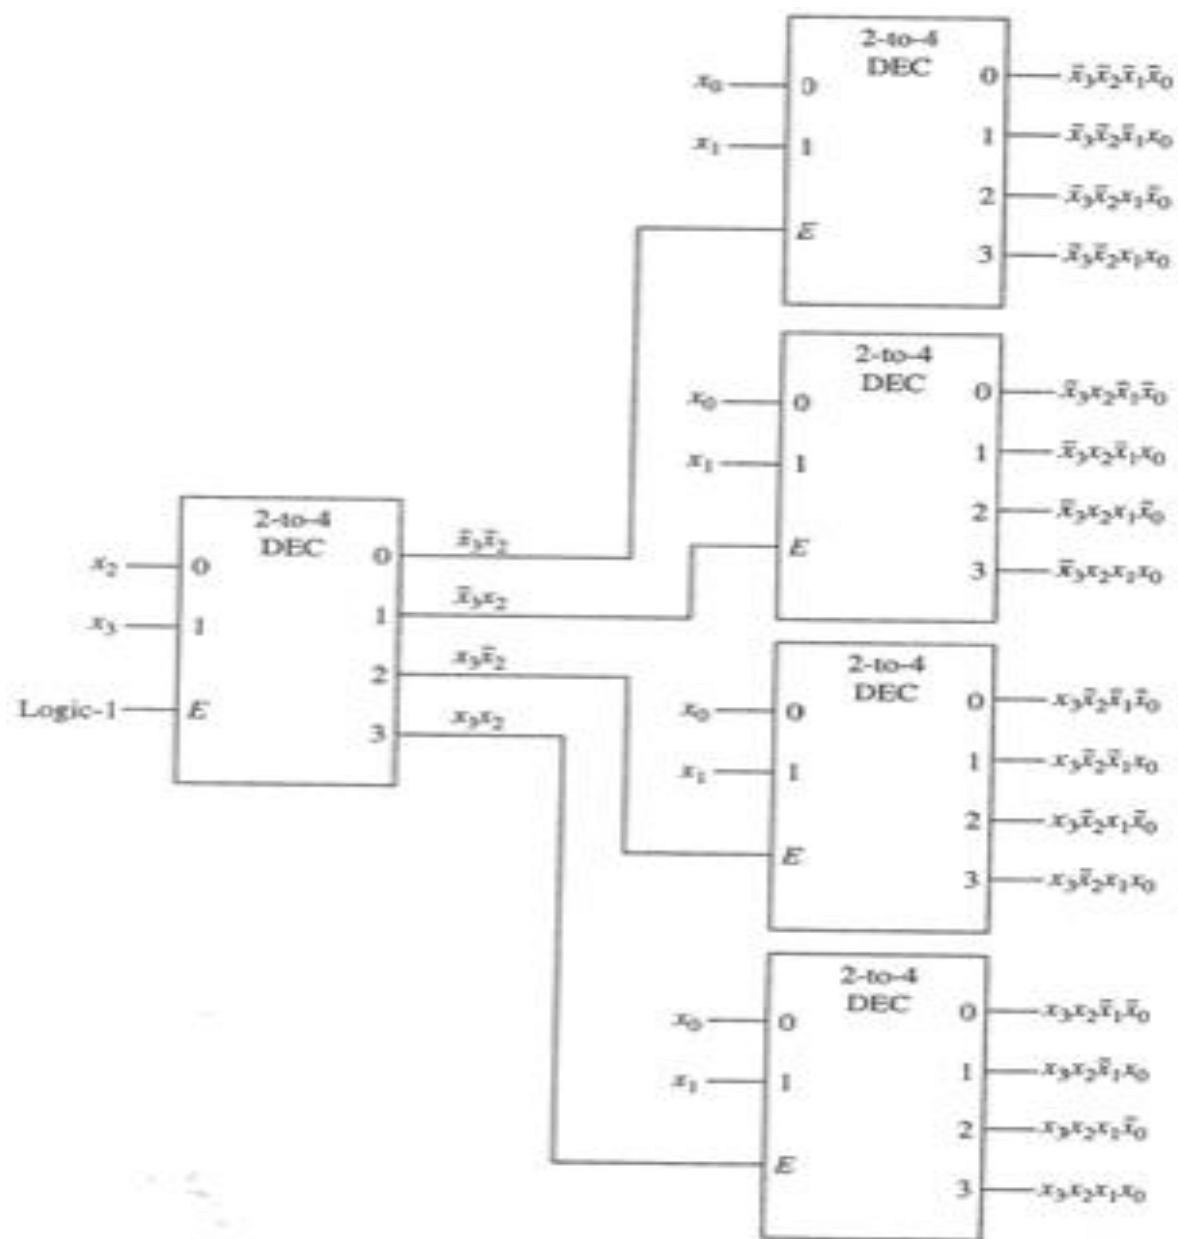 2-to-4
DEC
x₀ 0
x₁ 1
E
0 x̄₃x̄₂x̄₁x̄₀
1 x̄₃x̄₂x̄₁x₀
2 x̄₃x̄₂x₁x̄₀
3 x̄₃x̄₂x₁x₀
2-to-4
DEC
x₀ 0
x₁ 1
E
0 x̄₃x₂x̄₁x̄₀
1 x̄₃x₂x̄₁x₀
2 x̄₃x₂x₁x̄₀
3 x̄₃x₂x₁x₀
2-to-4
DEC
x₂ 0
x₃ 1
Logic-1 E
0 x̄₃x̄₂
1 x̄₃x₂
2 x₃x̄₂
3 x₃x₂
2-to-4
DEC
x₀ 0
x₁ 1
E
0 x₃x̄₂x̄₁x̄₀
1 x₃x̄₂x̄₁x₀
2 x₃x̄₂x₁x̄₀
3 x₃x̄₂x₁x₀
2-to-4
DEC
x₀ 0
x₁ 1
E
0 x₃x₂x̄₁x̄₀
1 x₃x₂x̄₁x₀
2 x₃x₂x₁x̄₀
3 x₃x₂x₁x₀